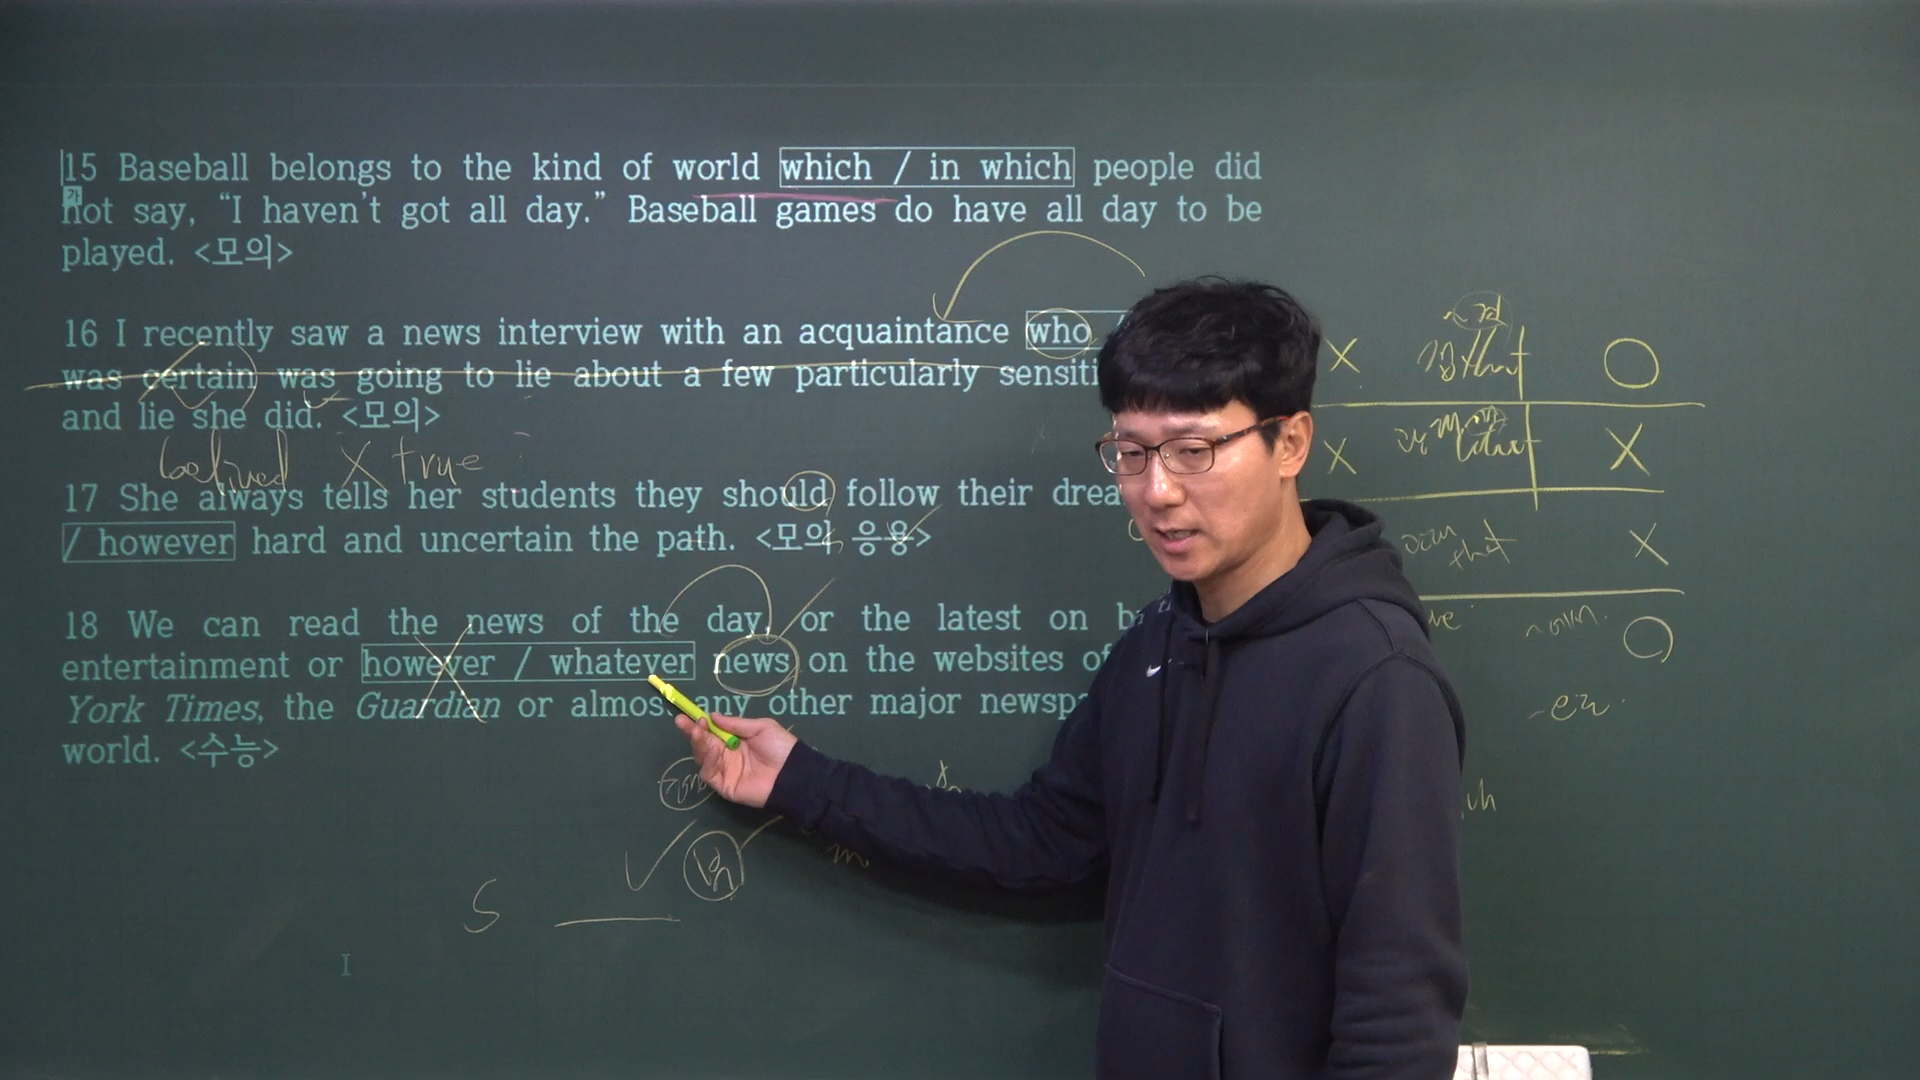 15 Baseball belongs to the kind of world which / in which people did
not say, “I haven't got all day.” Baseball games do have all day to be
played. <모의>
16 I recently saw a news interview with an acquaintance who /
was certain was going to lie about a few particularly sensiti
and lie she did. <모의>
believed X true
17 She always tells her students they should follow their drea
/ however hard and uncertain the path. <모의 응용>
18 We can read the news of the day, or the latest on b
entertainment or however / whatever news on the websites of
York Times, the Guardian or almost any other major newspa
world. <수능>
S
X that O
X X
that X
noun. O